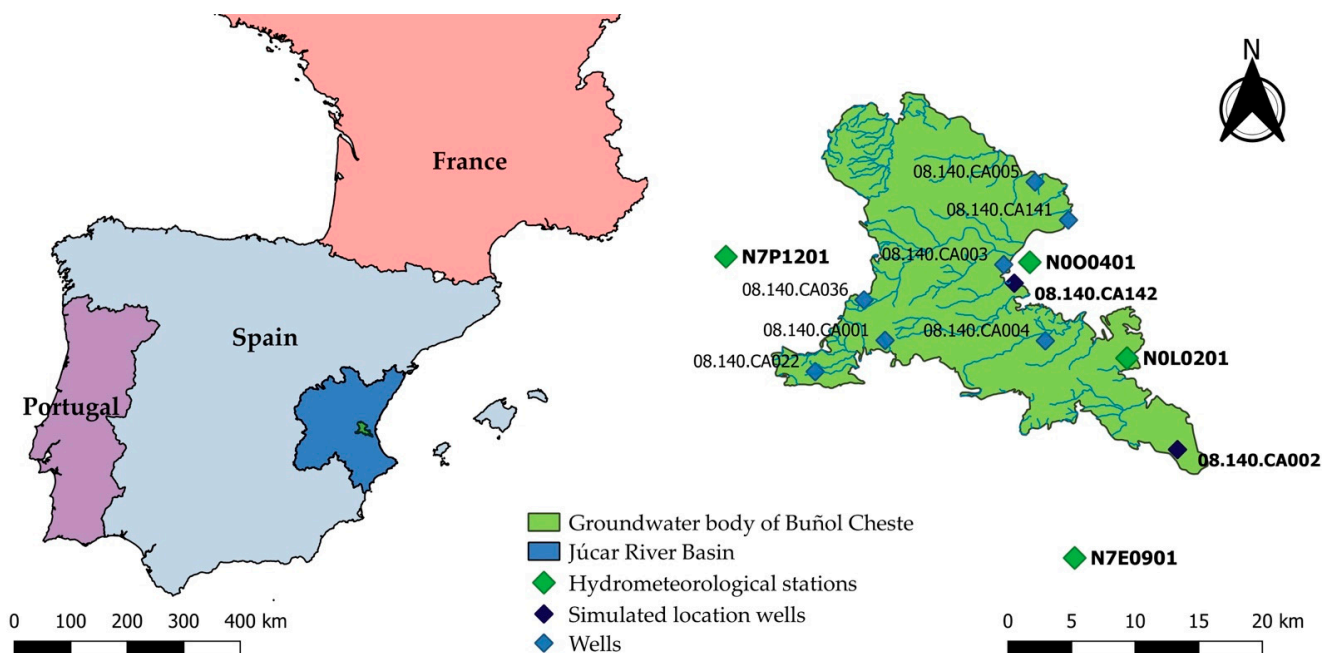 France
Spain
Portugal
N
08.140.CA005
08.140.CA141
N7P1201
08.140.CA003
N0O0401
08.140.CA036
08.140.CA142
08.140.CA001
08.140.CA004
08.140.CA022
N0L0201
08.140.CA002
N7E0901
Groundwater body of Buñol Cheste
Júcar River Basin
Hydrometeorological stations
Simulated location wells
Wells
0 100 200 300 400 km
0 5 10 15 20 km